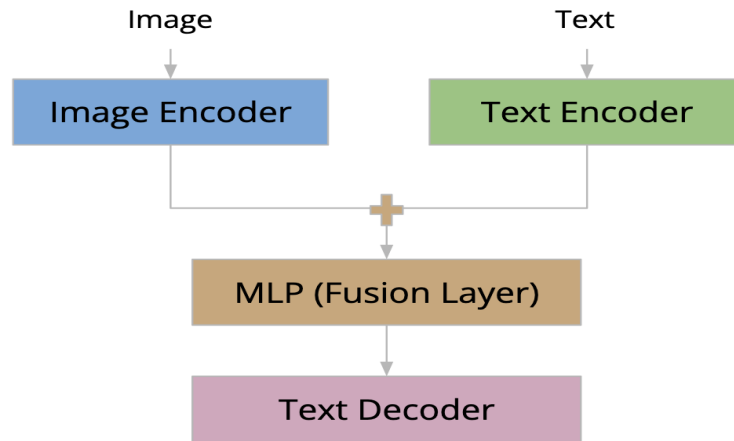 Image
Text
Image Encoder
Text Encoder
MLP (Fusion Layer)
Text Decoder